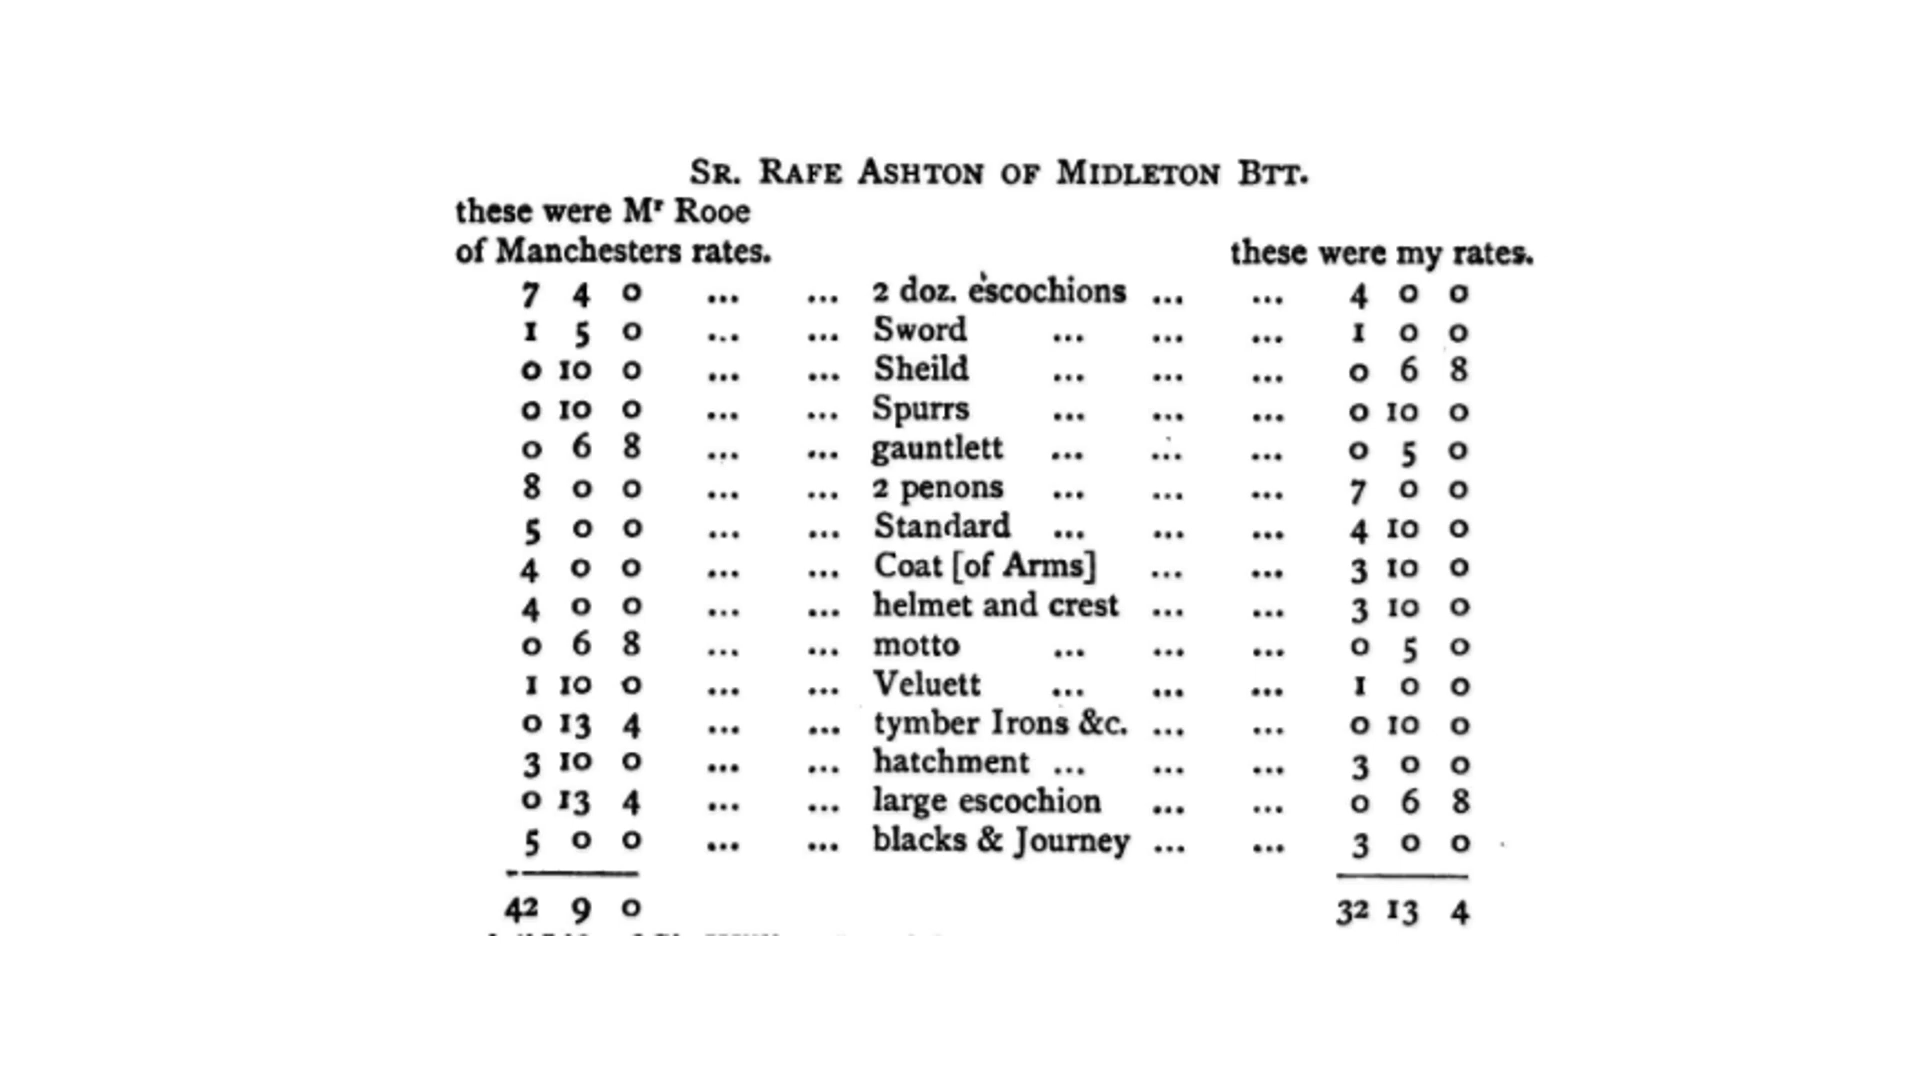 SR. RAFE ASHTON OF MIDLETON BTT.
these were Mr Rooe
of Manchesters rates. these were my rates.
7 4 0 ... ... 2 doz. escochions ... ... 4 0 0
1 5 0 ... ... Sword ... ... ... 1 0 0
0 10 0 ... ... Sheild ... ... ... 0 6 8
0 10 0 ... ... Spurrs ... ... ... 0 10 0
0 6 8 ... ... gauntlett ... ... ... 0 5 0
8 0 0 ... ... 2 penons ... ... ... 7 0 0
5 0 0 ... ... Standard ... ... ... 4 10 0
4 0 0 ... ... Coat [of Arms] ... ... 3 10 0
4 0 0 ... ... helmet and crest ... ... 3 10 0
0 6 8 ... ... motto ... ... ... 0 5 0
1 10 0 ... ... Veluett ... ... ... 1 0 0
0 13 4 ... ... tymber Irons &c. ... ... 0 10 0
3 10 0 ... ... hatchment ... ... ... 3 0 0
0 13 4 ... ... large escochion ... ... 0 6 8
5 0 0 ... ... blacks & Journey ... ... 3 0 0
42 9 0 32 13 4